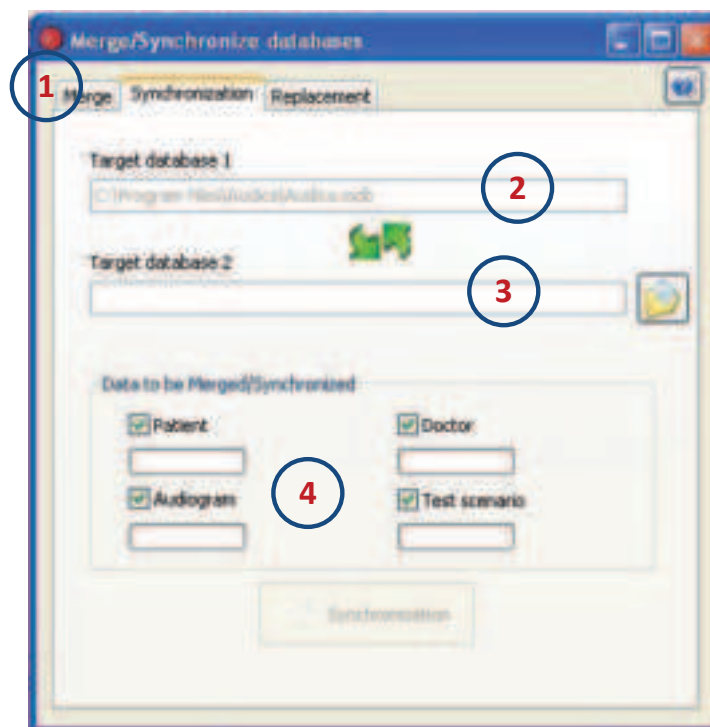 Merge/Synchronize databases
1
Merge Synchronization Replacement
Target database 1
2
Target database 2
3
Data to be Merged/Synchronized
Patient Doctor
4
Audiogram Test scenario
Synchronization